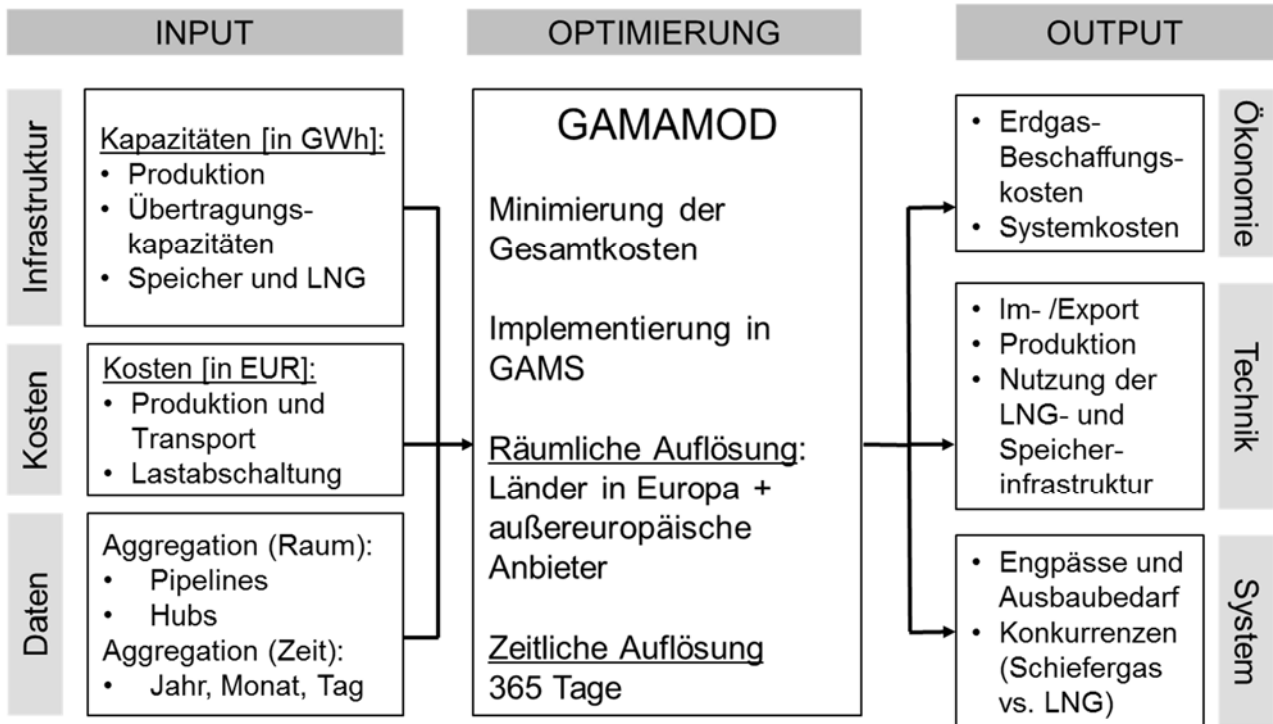 INPUT
OPTIMIERUNG
OUTPUT
Infrastruktur
Kapazitäten [in GWh]:
• Produktion
• Übertragungs-
kapazitäten
• Speicher und LNG
Kosten
Kosten [in EUR]:
• Produktion und
Transport
• Lastabschaltung
Daten
Aggregation (Raum):
• Pipelines
• Hubs
Aggregation (Zeit):
• Jahr, Monat, Tag
GAMAMOD
Minimierung der
Gesamtkosten
Implementierung in
GAMS
Räumliche Auflösung:
Länder in Europa +
außereuropäische
Anbieter
Zeitliche Auflösung
365 Tage
• Erdgas-
Beschaffungs-
kosten
• Systemkosten
Ökonomie
• Im- /Export
• Produktion
• Nutzung der
LNG- und
Speicher-
infrastruktur
Technik
• Engpässe und
Ausbaubedarf
• Konkurrenzen
(Schiefergas
vs. LNG)
System